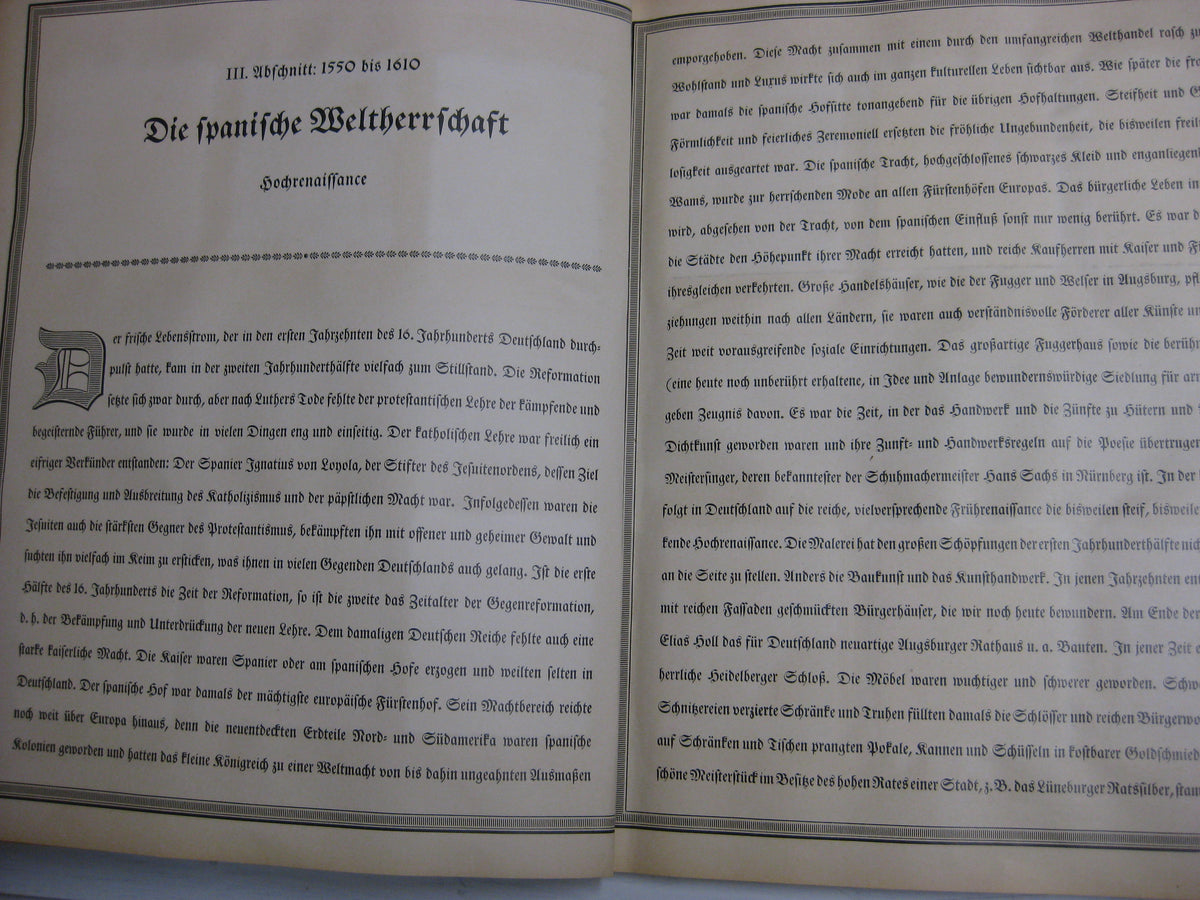 III. Abschnitt: 1550 bis 1610
Die spanische Weltherrschaft
Hochrenaissance
Der frische Lebensstrom, der in den ersten Jahrzehnten des 16. Jahrhunderts Deutschland durch-
pulst hatte, kam in der zweiten Jahrhunderthälfte vielfach zum Stillstand. Die Reformation
setzte sich zwar durch, aber nach Luthers Tode fehlte der protestantischen Lehre der kämpfende und
begeisternde Führer, und sie wurde in vielen Dingen eng und einseitig. Der katholischen Lehre war freilich ein
eifriger Verkünder entstanden: Der Spanier Ignatius von Loyola, der Stifter des Jesuitenordens, dessen Ziel
die Befestigung und Ausbreitung des Katholizismus und der päpstlichen Macht war. Infolgedessen waren die
Jesuiten auch die stärksten Gegner des Protestantismus, bekämpften ihn mit offener und geheimer Gewalt und
suchten ihn vielfach im Keim zu ersticken, was ihnen in vielen Gegenden Deutschlands auch gelang. Ist die erste
Hälfte des 16. Jahrhunderts die Zeit der Reformation, so ist die zweite das Zeitalter der Gegenreformation,
d. h. der Bekämpfung und Unterdrückung der neuen Lehre. Dem damaligen Deutschen Reiche fehlte auch eine
starke kaiserliche Macht. Die Kaiser waren Spanier oder am spanischen Hofe erzogen und weilten selten in
Deutschland. Der spanische Hof war damals der mächtigste europäische Fürstenhof. Sein Machtbereich reichte
noch weit über Europa hinaus, denn die neuentdeckten Erdteile Nord- und Südamerika waren spanische
Kolonien geworden und hatten das kleine Königreich zu einer Weltmacht von bis dahin ungeahnten Ausmaßen
emporgehoben. Diese Macht zusammen mit einem durch den umfangreichen Welthandel rasch
Wohlstand und Luxus wirkte sich auch im ganzen kulturellen Leben sichtbar aus. Wie später die
war damals die spanische Hofsitte tonangebend für die übrigen Hofhaltungen. Steifheit und
Förmlichkeit und feierliches Zeremoniell ersetzten die fröhliche Ungebundenheit, die bisweilen
losigkeit ausgeartet war. Die spanische Tracht, hochgeschlossenes schwarzes Kleid und
Wams, wurde zur herrschenden Mode an allen Fürstenhöfen Europas. Das bürgerliche Leben in
wird, abgesehen von der Tracht, von dem spanischen Einfluß sonst nur wenig berührt. Es war
die Städte den Höhepunkt ihrer Macht erreicht hatten, und reiche Kaufherren mit Kaiser und
ihresgleichen verkehrten. Große Handelshäuser, wie die der Fugger und Welser in Augsburg,
ziehungen weithin nach allen Ländern, sie waren auch verständnisvolle Förderer aller Künste
Zeit weit vorausgreifende soziale Einrichtungen. Das großartige Fuggerhaus sowie die
(eine heute noch unberührt erhaltene, in Idee und Anlage bewundernswürdige Siedlung für
geben Zeugnis davon. Es war die Zeit, in der das Handwerk und die Zünfte zu Hütern und
Dichtkunst geworden waren und ihre Zunft- und Handwerksregeln auf die Poesie
Meistersinger, deren bekanntester der Schuhmachermeister Hans Sachs in Nürnberg ist. In der
folgt in Deutschland auf die reiche, vielversprechende Frührenaissance die bisweilen steif,
kende Hochrenaissance. Die Malerei hat den großen Schöpfungen der ersten Jahrhunderthälfte
an die Seite zu stellen. Anders die Baukunst und das Kunsthandwerk. In jenen Jahrzehnten
mit reichen Fassaden geschmückten Bürgerhäuser, die wir noch heute bewundern. Am Ende der
Elias Holl das für Deutschland neuartige Augsburger Rathaus u. a. Bauten. In jener Zeit
herrliche Heidelberger Schloß. Die Möbel waren wuchtiger und schwerer geworden.
Schnitzereien verzierte Schränke und Truhen füllten damals die Schlösser und reichen
auf Schränken und Tischen prangten Pokale, Kannen und Schüsseln in kostbarer
schöne Meisterstück im Besitze des hohen Rates einer Stadt, z. B. das Lüneburger Ratssilber,